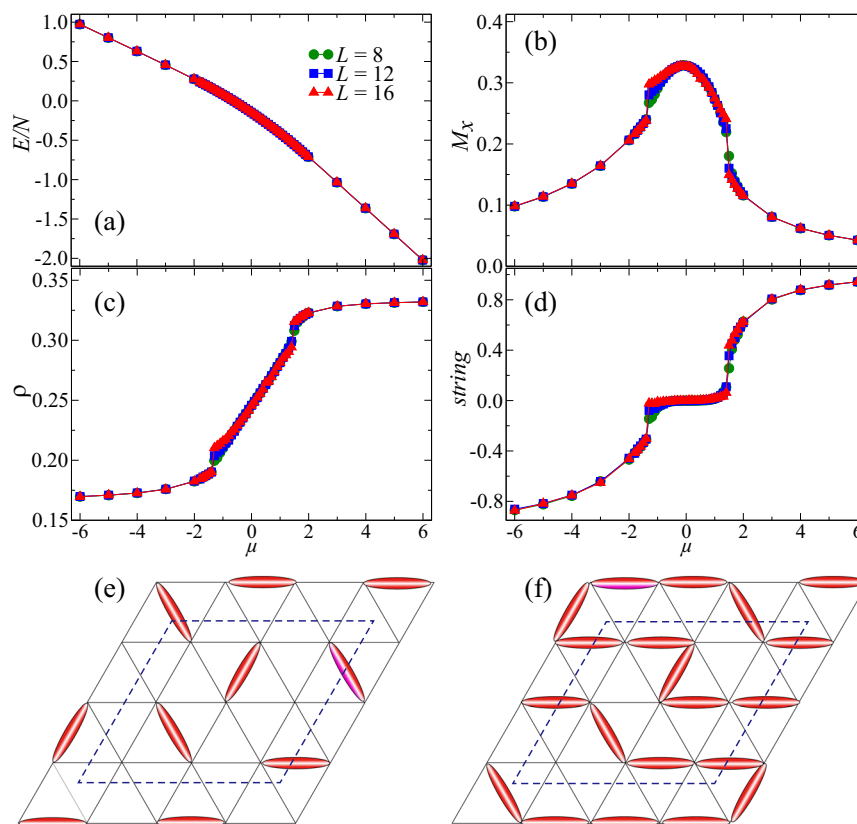 (a)
E/N
1.0
0.5
0.0
-0.5
-1.0
-1.5
-2.0
L = 8
L = 12
L = 16
(b)
M_x
0.4
0.3
0.2
0.1
0.0
(c)
ρ
0.35
0.30
0.25
0.20
0.15
-6 -4 -2 0 2 4 6
μ
(d)
string
0.8
0.4
0.0
-0.4
-0.8
-6 -4 -2 0 2 4 6
μ
(e)
(f)